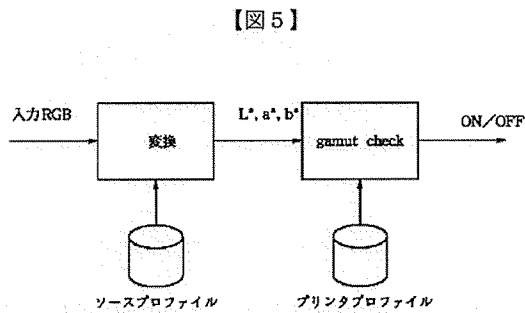 【図5】
入力RGB
変換
L*, a*, b*
gamut check
ON/OFF
ソースプロファイル
プリンタプロファイル